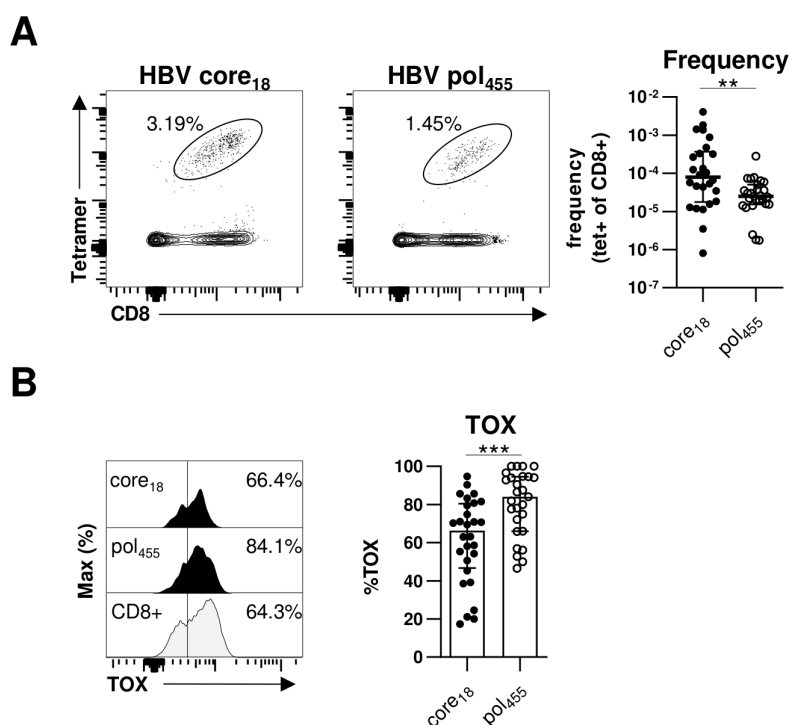 A
HBV core18
HBV pol455
3.19%
1.45%
Tetramer
CD8
Frequency
**
frequency
(tet+ of CD8+)
10-2
10-3
10-4
10-5
10-6
10-7
core18
pol455
B
core18 66.4%
pol455 84.1%
CD8+ 64.3%
Max (%)
TOX
TOX
***
%TOX
100
80
60
40
20
0
core18
pol455